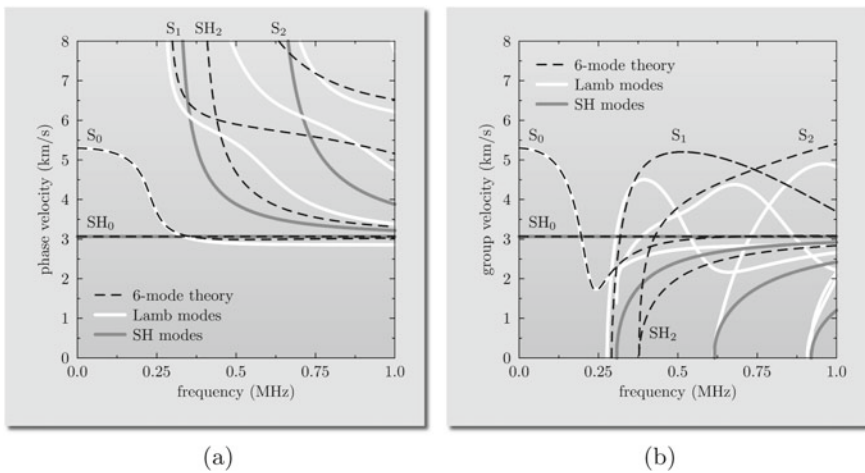 S₁ SH₂ S₂
8
7
6
5
4
3
2
1
0
phase velocity (km/s)
S₀
SH₀
6-mode theory
Lamb modes
SH modes
0.0 0.25 0.5 0.75 1.0
frequency (MHz)
(a)
8
7
6
5
4
3
2
1
0
group velocity (km/s)
6-mode theory
Lamb modes
SH modes
S₀
S₁
S₂
SH₀
SH₂
0.0 0.25 0.5 0.75 1.0
frequency (MHz)
(b)